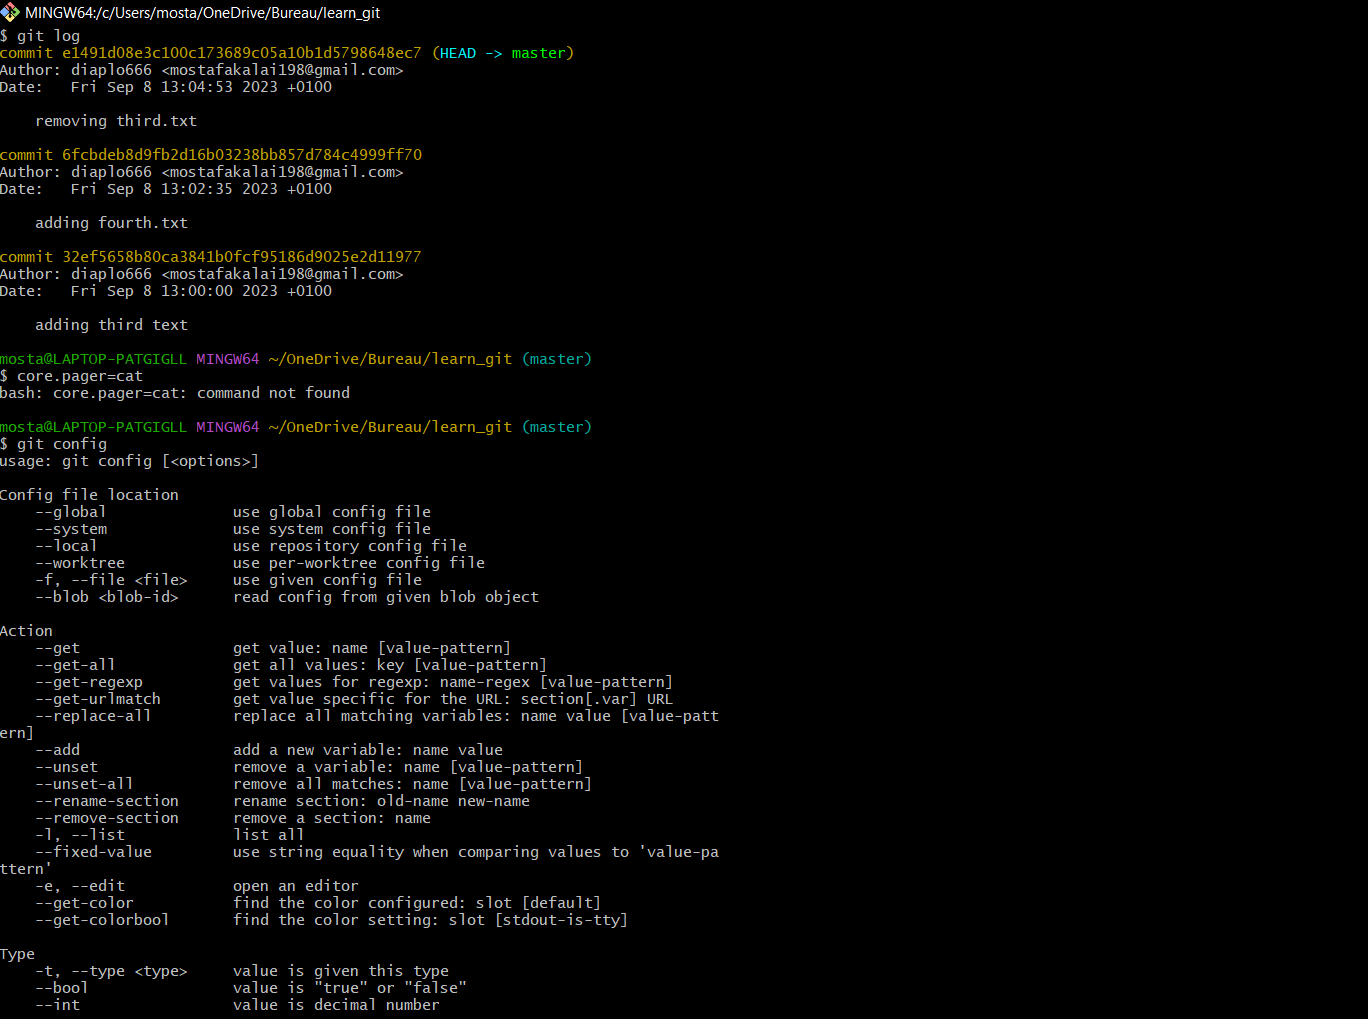 MINGW64:/c/Users/mosta/OneDrive/Bureau/learn_git
$ git log
commit e1491d08e3c100c173689c05a10b1d5798648ec7 (HEAD -> master)
Author: diaplo666 <mostafakalai198@gmail.com>
Date:   Fri Sep 8 13:04:53 2023 +0100

    removing third.txt

commit 6fcbdeb8d9fb2d16b03238bb857d784c4999ff70
Author: diaplo666 <mostafakalai198@gmail.com>
Date:   Fri Sep 8 13:02:35 2023 +0100

    adding fourth.txt

commit 32ef5658b80ca3841b0fcf95186d9025e2d11977
Author: diaplo666 <mostafakalai198@gmail.com>
Date:   Fri Sep 8 13:00:00 2023 +0100

    adding third text

mosta@LAPTOP-PATGIGLL MINGW64 ~/OneDrive/Bureau/learn_git (master)
$ core.pager=cat
bash: core.pager=cat: command not found

mosta@LAPTOP-PATGIGLL MINGW64 ~/OneDrive/Bureau/learn_git (master)
$ git config
usage: git config [<options>]

Config file location
    --global              use global config file
    --system              use system config file
    --local               use repository config file
    --worktree            use per-worktree config file
    -f, --file <file>     use given config file
    --blob <blob-id>      read config from given blob object

Action
    --get                 get value: name [value-pattern]
    --get-all             get all values: key [value-pattern]
    --get-regexp          get values for regexp: name-regex [value-pattern]
    --get-urlmatch        get value specific for the URL: section[.var] URL
    --replace-all         replace all matching variables: name value [value-patt
ern]
    --add                 add a new variable: name value
    --unset               remove a variable: name [value-pattern]
    --unset-all           remove all matches: name [value-pattern]
    --rename-section      rename section: old-name new-name
    --remove-section      remove a section: name
    -l, --list            list all
    --fixed-value         use string equality when comparing values to 'value-pa
ttern'
    -e, --edit            open an editor
    --get-color           find the color configured: slot [default]
    --get-colorbool       find the color setting: slot [stdout-is-tty]

Type
    -t, --type <type>     value is given this type
    --bool                value is "true" or "false"
    --int                 value is decimal number